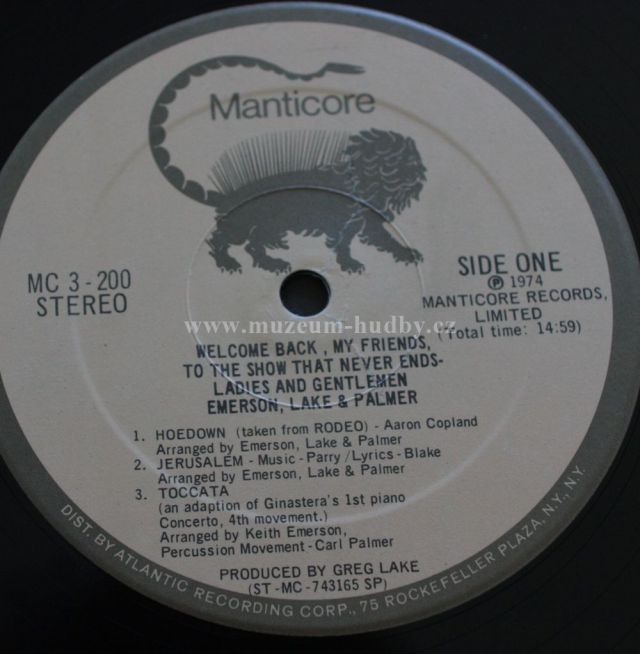 Manticore
MC 3-200
STEREO
SIDE ONE
Ⓟ 1974
MANTICORE RECORDS,
LIMITED
(Total time: 14:59)
www.muzeum-hudby.cz
WELCOME BACK, MY FRIENDS,
TO THE SHOW THAT NEVER ENDS-
LADIES AND GENTLEMEN
EMERSON, LAKE & PALMER
1. HOEDOWN (taken from RODEO) - Aaron Copland
Arranged by Emerson, Lake & Palmer
2. JERUSALEM - Music - Parry/Lyrics - Blake
Arranged by Emerson, Lake & Palmer
3. TOCCATA
(an adaption of Ginastera's 1st piano
Concerto, 4th movement.)
Arranged by Keith Emerson,
Percussion Movement - Carl Palmer
PRODUCED BY GREG LAKE
(ST-MC-743165 SP)
DIST. BY ATLANTIC RECORDING CORP., 75 ROCKEFELLER PLAZA, N.Y., N.Y.